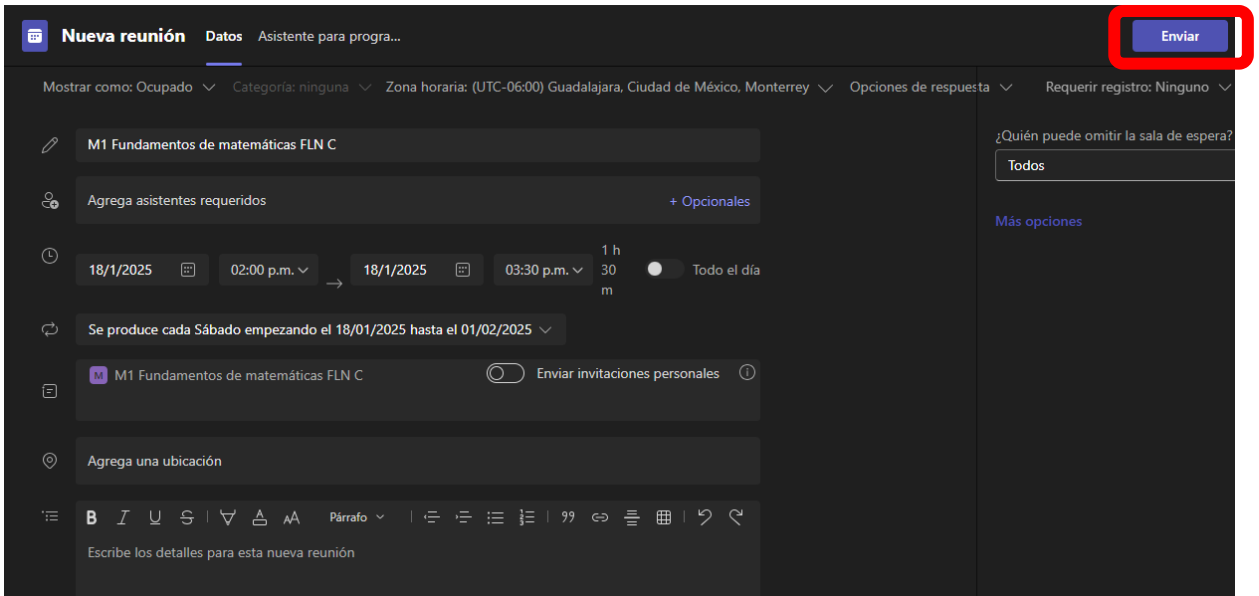 Nueva reunión Datos Asistente para progra... Enviar
Mostrar como: Ocupado Categoría: ninguna Zona horaria: (UTC-06:00) Guadalajara, Ciudad de México, Monterrey Opciones de respuesta Requerir registro: Ninguno
¿Quién puede omitir la sala de espera?
Todos
Más opciones
M1 Fundamentos de matemáticas FLN C
Agrega asistentes requeridos + Opcionales
18/1/2025 02:00 p.m. → 18/1/2025 03:30 p.m. 1 h 30 m Todo el día
Se produce cada Sábado empezando el 18/01/2025 hasta el 01/02/2025
M M1 Fundamentos de matemáticas FLN C Enviar invitaciones personales
Agrega una ubicación
B I U S A AA Párrafo
Escribe los detalles para esta nueva reunión